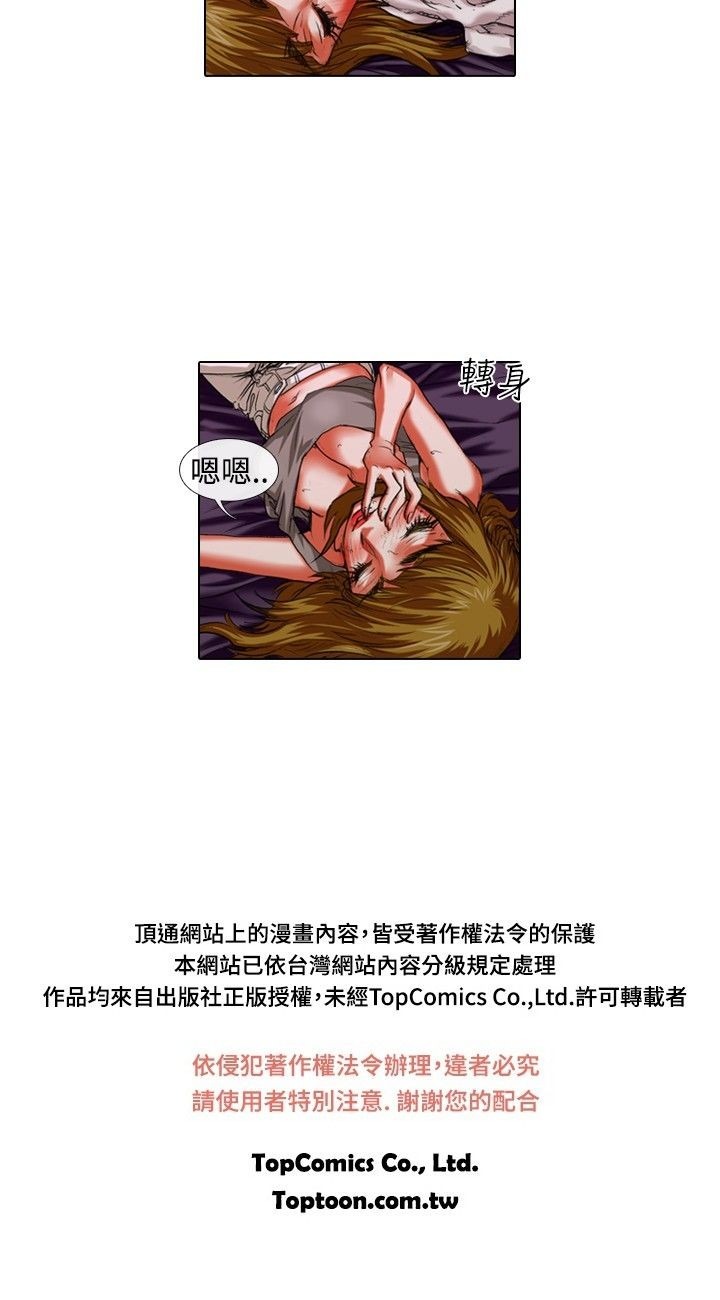 轉身
嗯嗯..
頂通網站上的漫畫內容,皆受著作權法令的保護
本網站已依台灣網站內容分級規定處理
作品均來自出版社正版授權,未經TopComics Co.,Ltd.許可轉載者
依侵犯著作權法令辦理,違者必究
請使用者特別注意. 謝謝您的配合
TopComics Co., Ltd.
Toptoon.com.tw